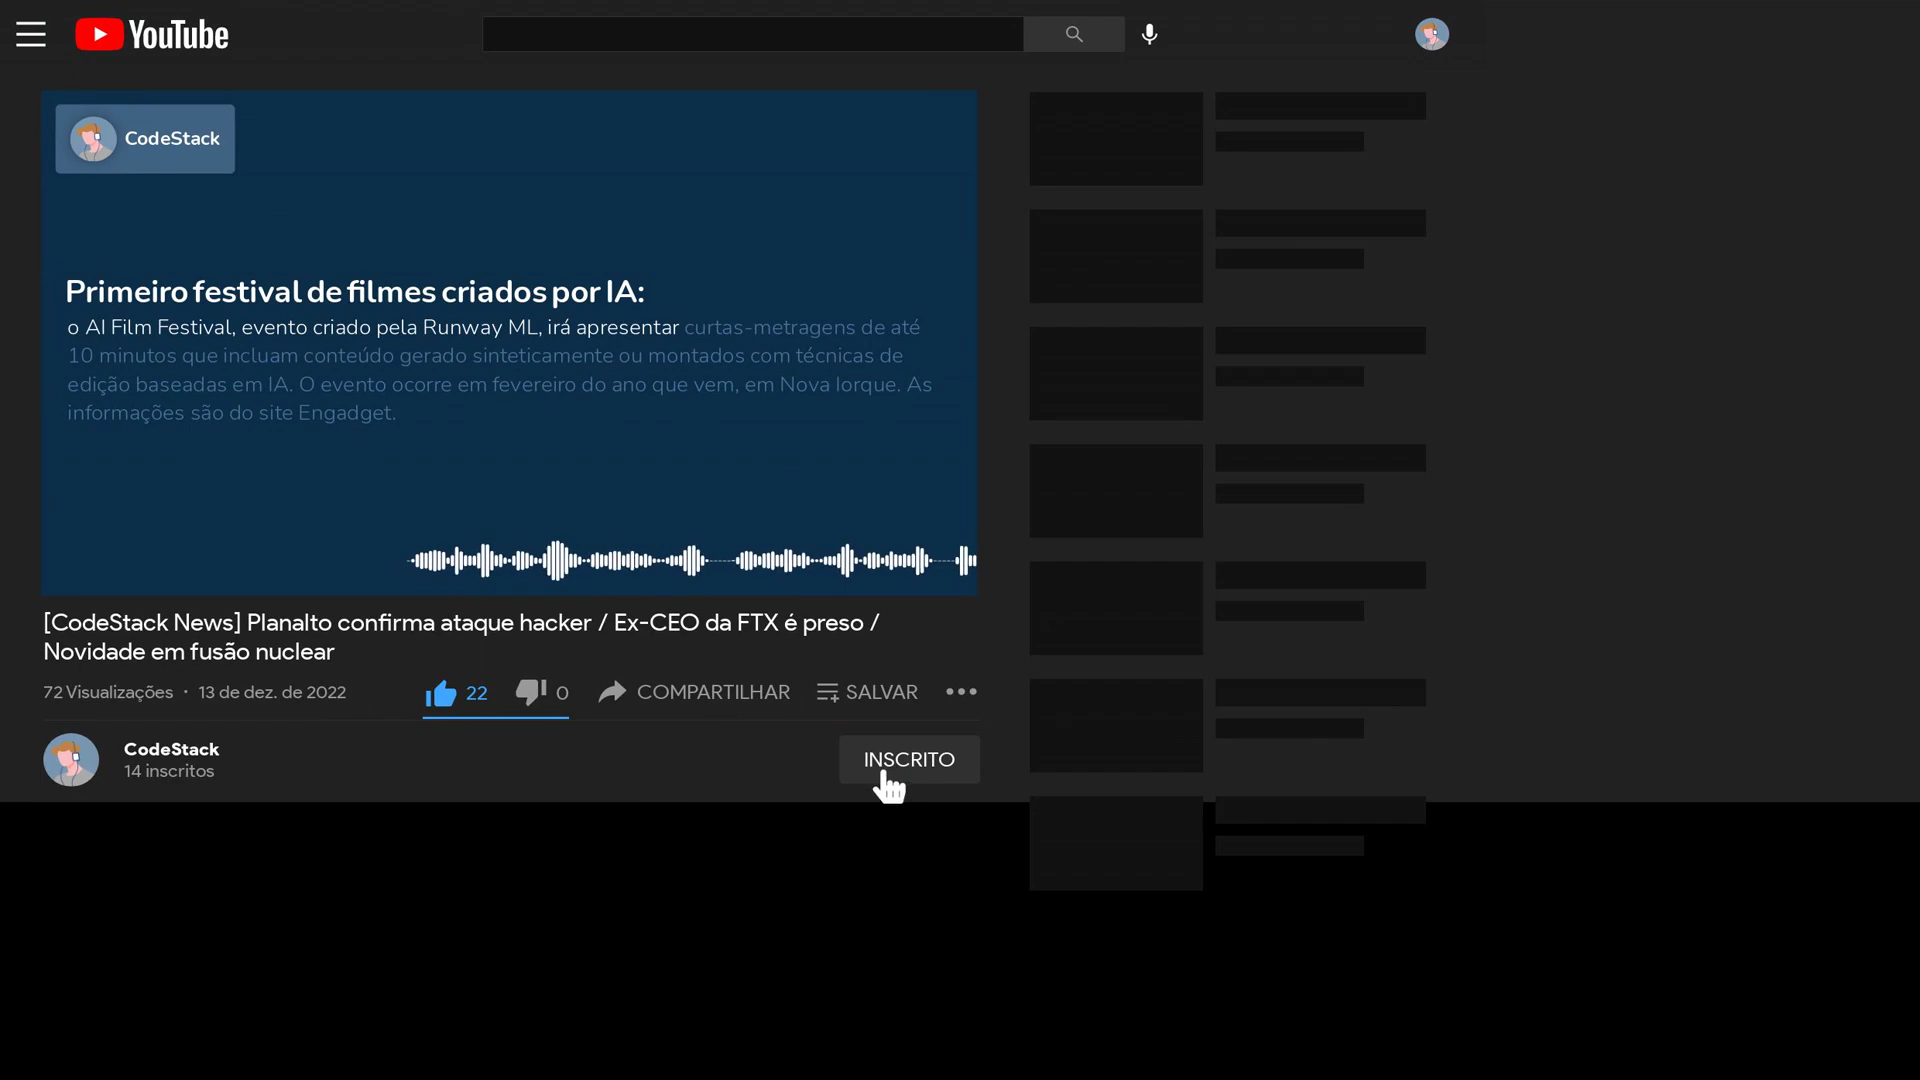 YouTube
CodeStack
Primeiro festival de filmes criados por IA:
o AI Film Festival, evento criado pela Runway ML, irá apresentar curtas-metragens de até
10 minutos que incluam conteúdo gerado sinteticamente ou montados com técnicas de
edição baseadas em IA. O evento ocorre em fevereiro do ano que vem, em Nova Iorque. As
informações são do site Engadget.
[CodeStack News] Planalto confirma ataque hacker / Ex-CEO da FTX é preso /
Novidade em fusão nuclear
72 Visualizações · 13 de dez. de 2022 22 0 COMPARTILHAR SALVAR
CodeStack
14 inscritos
INSCRITO